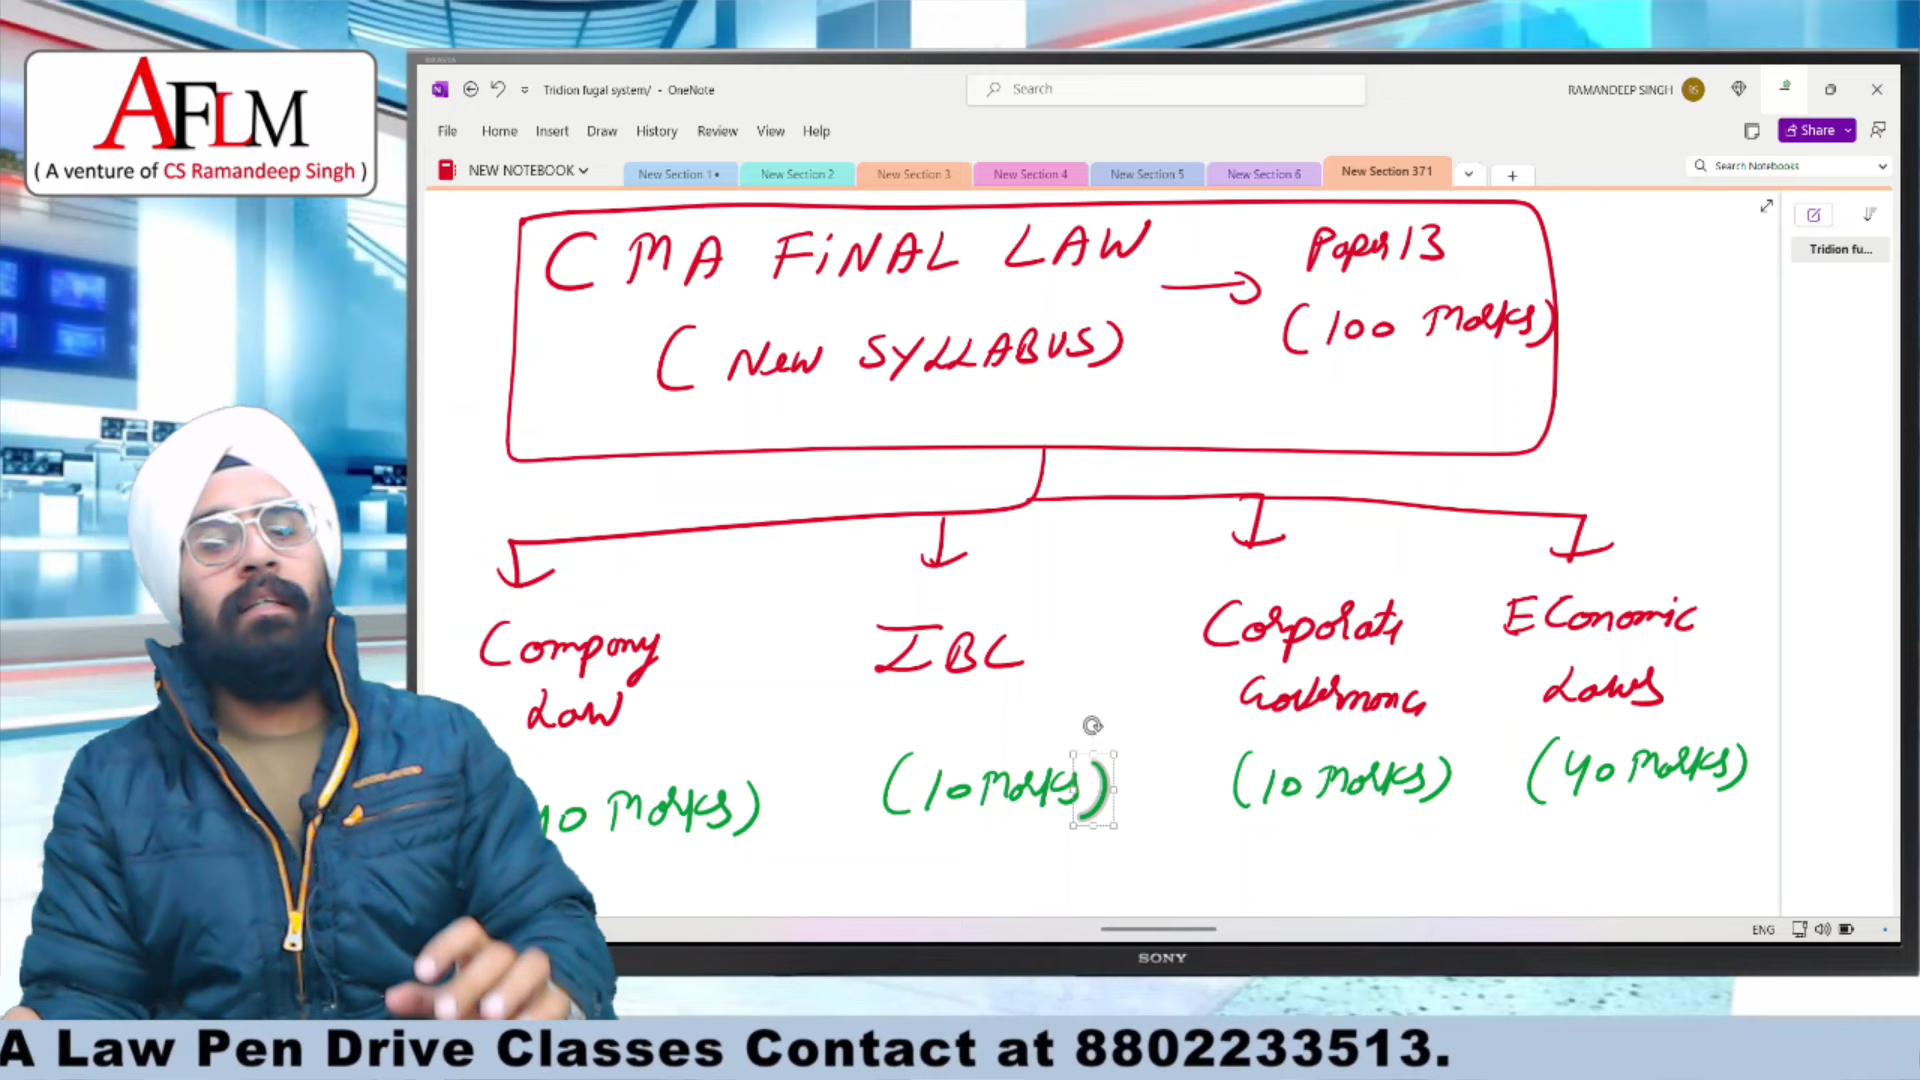 AFLM
( A venture of CS Ramandeep Singh )
BRAVIA
Tridion fugal system/ - OneNote
Search
RAMANDEEP SINGH
RS
File Home Insert Draw History Review View Help
Share
NEW NOTEBOOK
New Section 1
New Section 2
New Section 3
New Section 4
New Section 5
New Section 6
New Section 371
Search Notebooks
Tridion fu...
CMA FINAL LAW
(New SYLLABUS)
Paper 13
(100 Marks)
Company
Law
40 Marks)
IBC
(10 Marks)
Corporate
Governance
(10 Marks)
Economic
Laws
(40 Marks)
ENG
SONY
A Law Pen Drive Classes Contact at 8802233513.